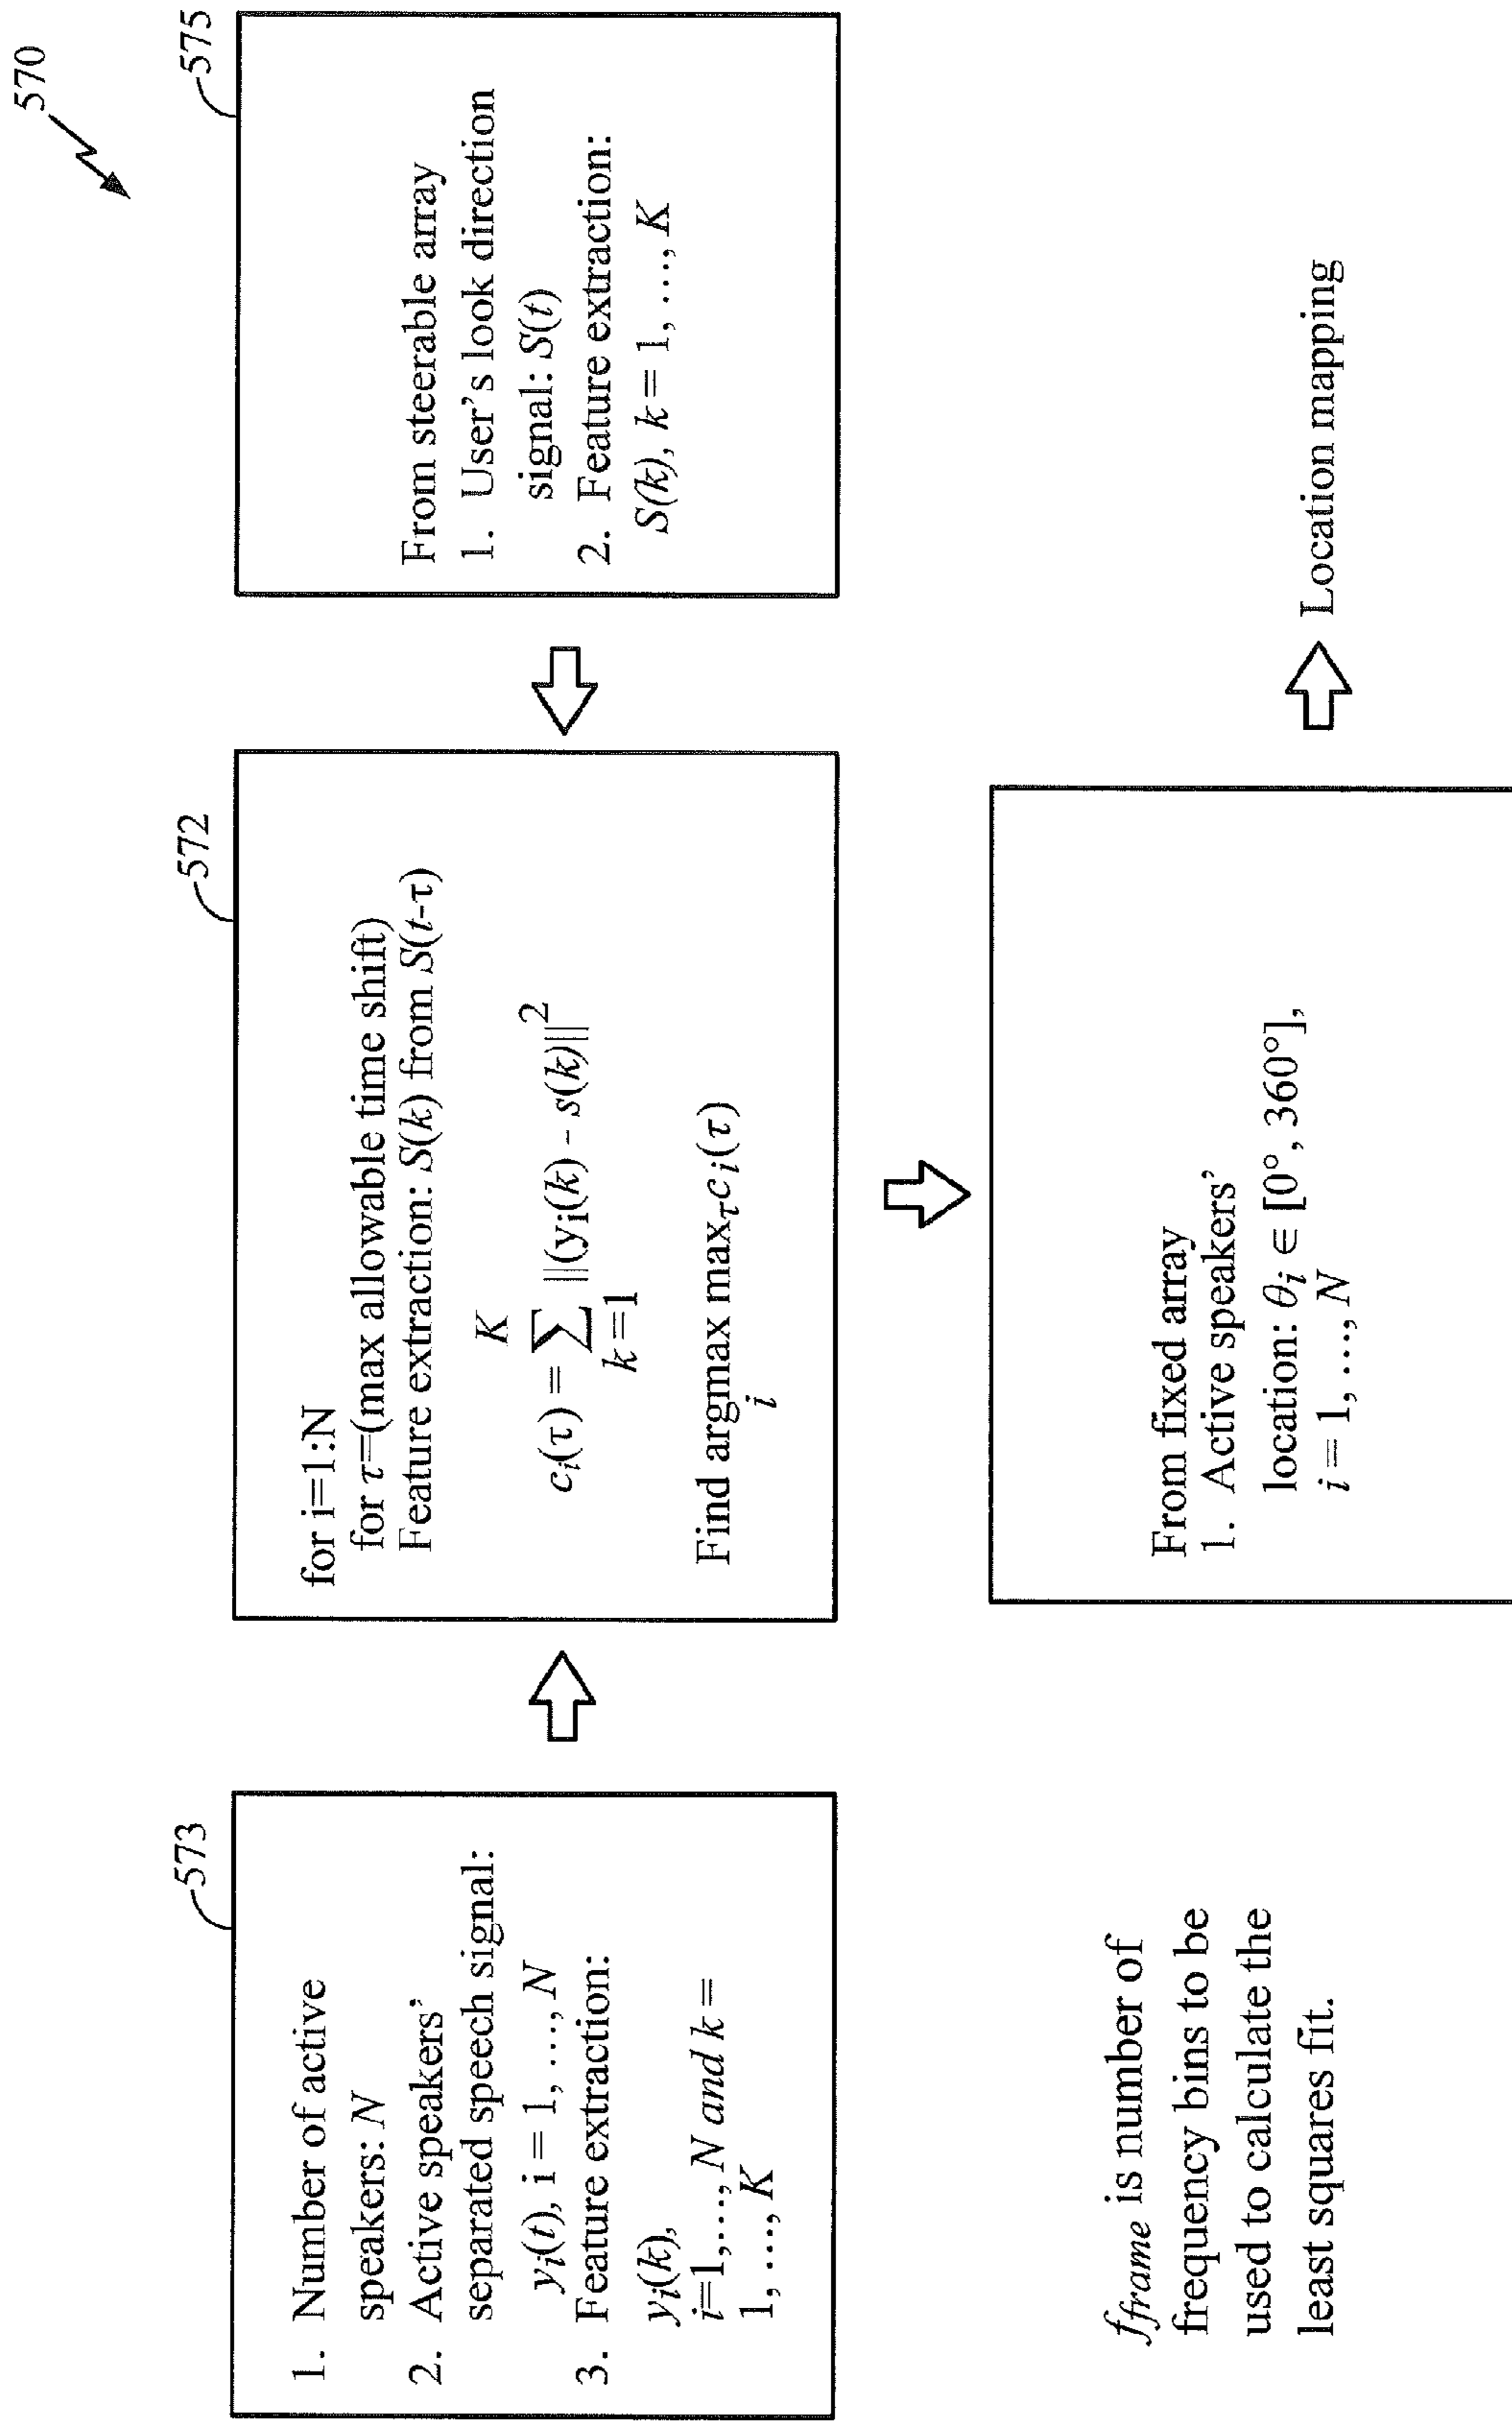 570
573
1. Number of active
speakers: N
2. Active speakers'
separated speech signal:
y_i(t), i = 1, ..., N
3. Feature extraction:
y_i(k),
i=1,..., N and k =
1, ..., K
572
for i=1:N
for τ=(max allowable time shift)
Feature extraction: S(k) from S(t-τ)
c_i(τ) = ∑_{k=1}^{K} ||(y_i(k) - s(k)||^2
Find argmax max_τ c_i(τ)
i
575
From steerable array
1. User's look direction
signal: S(t)
2. Feature extraction:
S(k), k = 1, ..., K
f_frame is number of
frequency bins to be
used to calculate the
least squares fit.
From fixed array
1. Active speakers'
location: θ_i ∈ [0°, 360°],
i = 1, ..., N
Location mapping